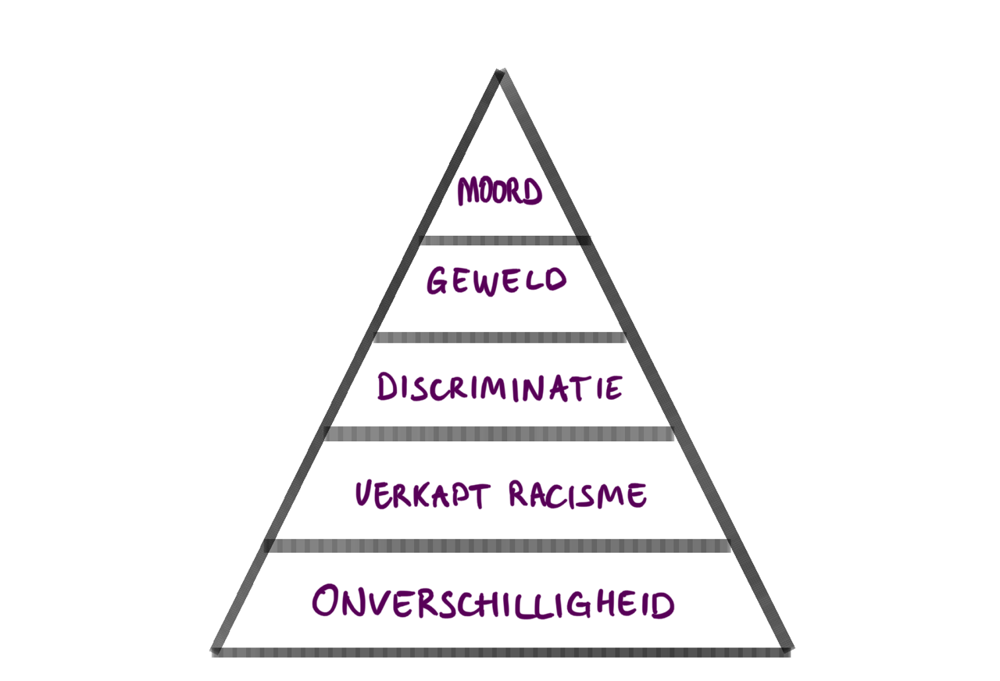 MOORD
GEWELD
DISCRIMINATIE
VERKAPT RACISME
ONVERSCHILLIGHEID